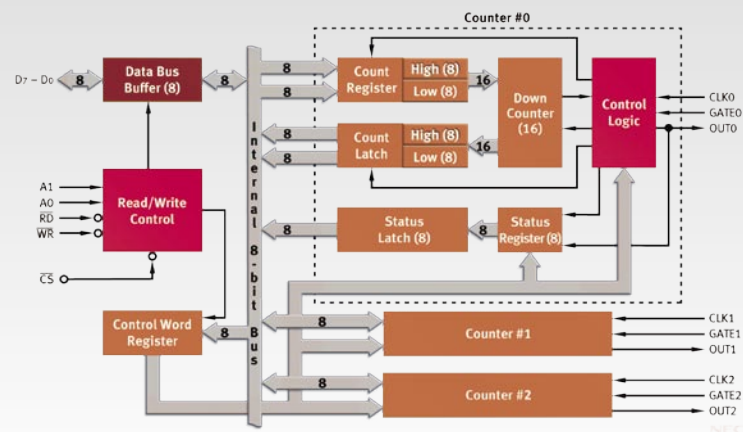 Counter #0
D7 – D0
8
Data Bus
Buffer (8)
8
8
8
Count
Register
High (8)
Low (8)
16
Down
Counter
(16)
Control
Logic
CLK0
GATE0
OUT0
8
8
Count
Latch
High (8)
Low (8)
16
A1
A0
RD
WR
CS
Read/Write
Control
8
Status
Latch (8)
8
Status
Register (8)
Internal 8-bit Bus
Control Word
Register
8
8
Counter #1
CLK1
GATE1
OUT1
8
Counter #2
CLK2
GATE2
OUT2